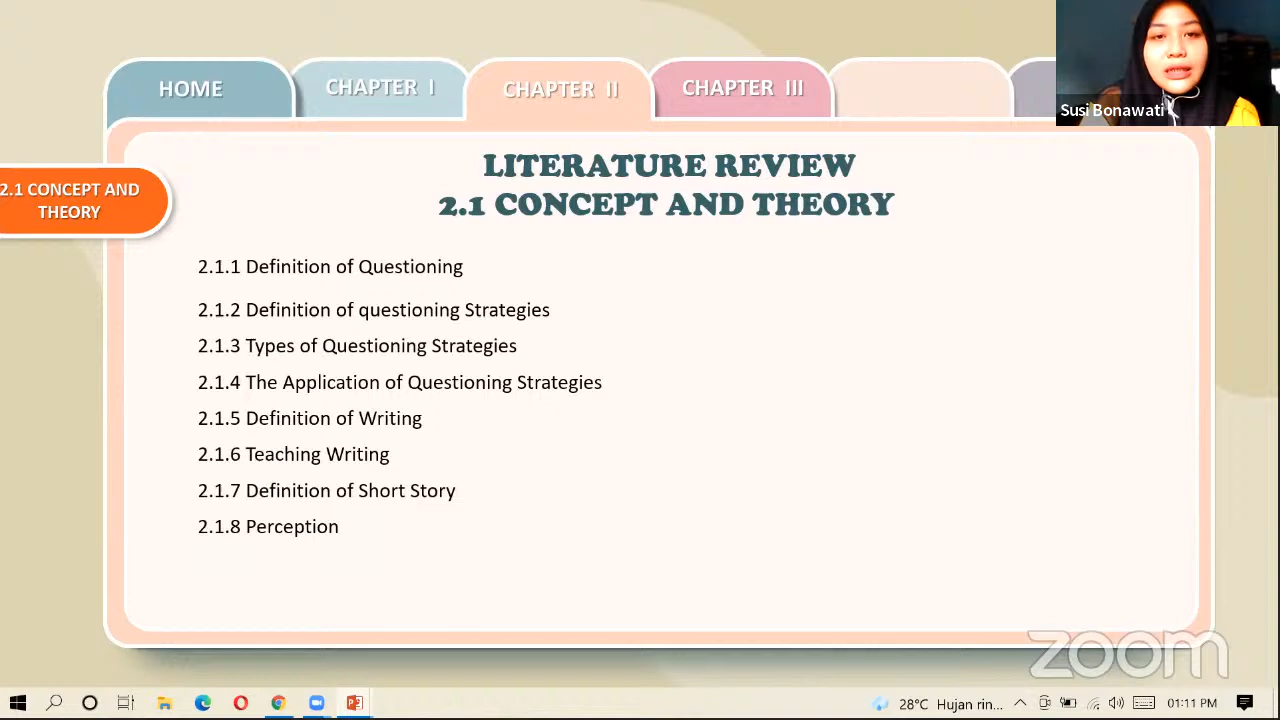 HOME
CHAPTER I
CHAPTER II
CHAPTER III
Susi Bonawati
2.1 CONCEPT AND
THEORY
LITERATURE REVIEW
2.1 CONCEPT AND THEORY
2.1.1 Definition of Questioning
2.1.2 Definition of questioning Strategies
2.1.3 Types of Questioning Strategies
2.1.4 The Application of Questioning Strategies
2.1.5 Definition of Writing
2.1.6 Teaching Writing
2.1.7 Definition of Short Story
2.1.8 Perception
zoom
28°C Hujan rin...
01:11 PM